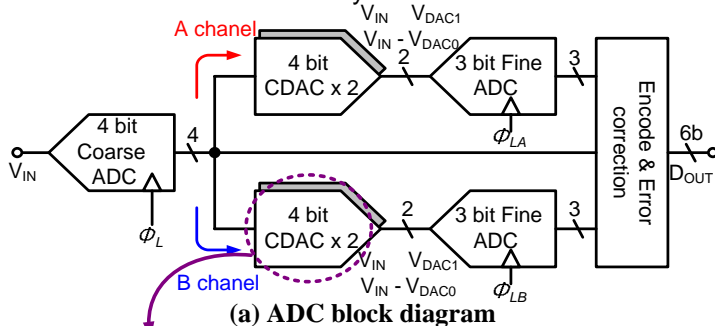 V_IN V_DAC1
A chanel
V_IN - V_DAC0
4 bit
CDAC x 2
2
3 bit Fine
ADC
3
Φ_LA
4 bit
Coarse
ADC
4
V_IN
Φ_L
Encode & Error
correction
6b
D_OUT
4 bit
CDAC x 2
2
3 bit Fine
ADC
3
Φ_LB
B chanel
V_IN V_DAC1
V_IN - V_DAC0
(a) ADC block diagram